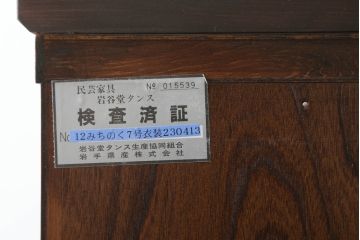 民芸家具 No 015539
岩谷堂タンス
検査済証
No 12みちのく7号衣装230413
岩谷堂タンス生産協同組合
岩手県産株式会社